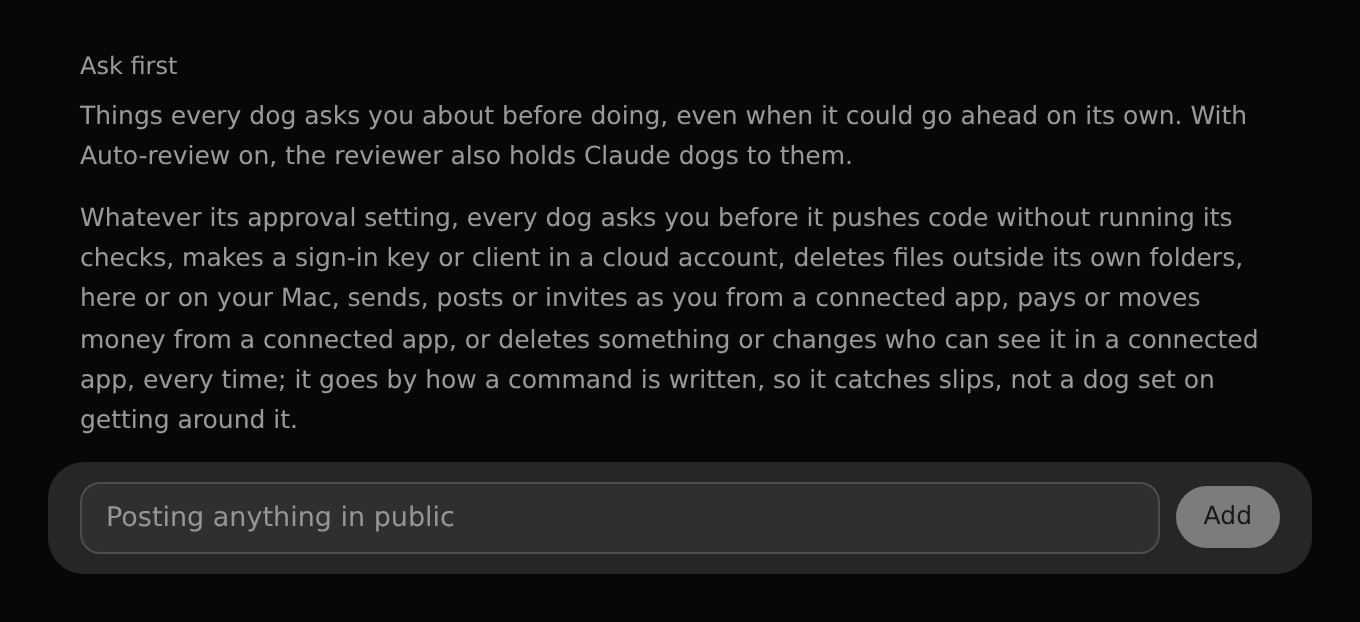 Ask first
Things every dog asks you about before doing, even when it could go ahead on its own. With
Auto-review on, the reviewer also holds Claude dogs to them.
Whatever its approval setting, every dog asks you before it pushes code without running its
checks, makes a sign-in key or client in a cloud account, deletes files outside its own folders,
here or on your Mac, sends, posts or invites as you from a connected app, pays or moves
money from a connected app, or deletes something or changes who can see it in a connected
app, every time; it goes by how a command is written, so it catches slips, not a dog set on
getting around it.
Posting anything in public
Add